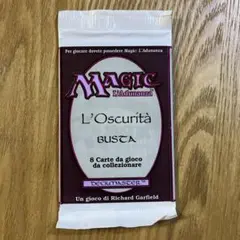 Per giocare dovete possedere Magic: L'Adunanza
MAGIC
L'Adunanza
L'Oscurità
BUSTA
8 Carte da gioco
da collezionare
DECKMASTER
Un gioco di Richard Garfield